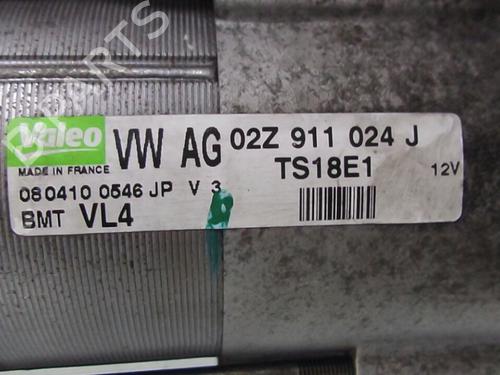 Valeo VW AG 02Z 911 024 J
MADE IN FRANCE TS18E1 12V
080410 0546 JP V 3
BMT VL4